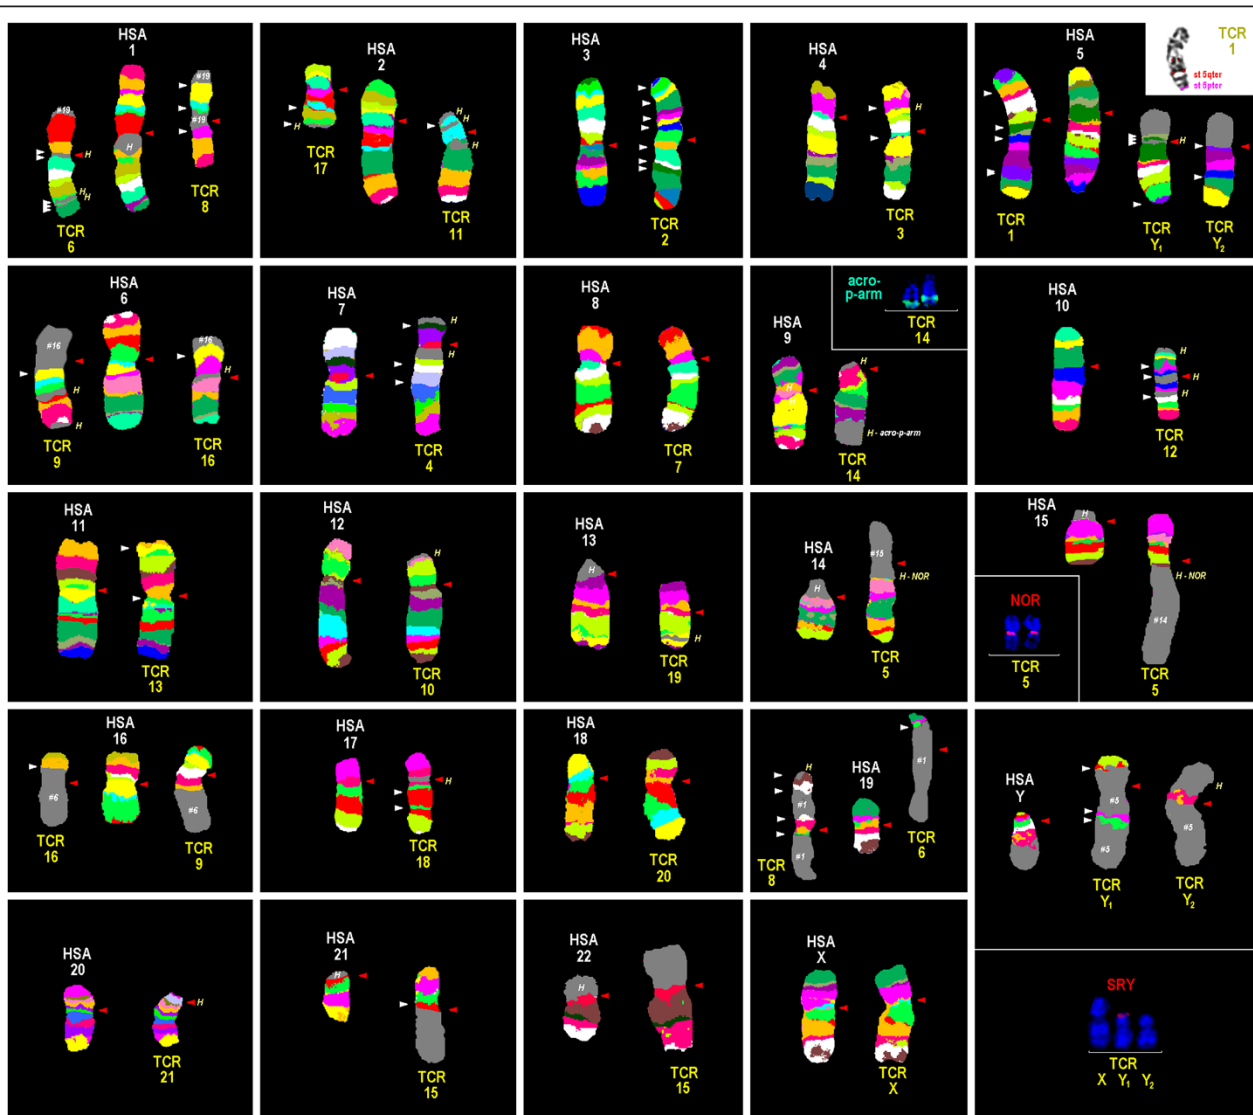 HSA
1
#19
H
H
H
TCR
6
H
#19
#19
TCR
8
HSA
2
H
TCR
17
H
H
TCR
11
HSA
3
TCR
2
HSA
4
H
H
TCR
3
HSA
5
TCR
1
st 5qter
st 5pter
TCR
1
H
TCR
Y1
TCR
Y2
HSA
6
#16
H
H
TCR
9
#16
H
TCR
16
HSA
7
H
H
TCR
4
HSA
8
TCR
7
acro-
p-arm
TCR
14
HSA
9
H
H
H
H - acro-p-arm
TCR
14
HSA
10
H
H
H
TCR
12
HSA
11
TCR
13
HSA
12
H
TCR
10
HSA
13
H
H
TCR
19
HSA
14
H
#15
H - NOR
TCR
5
HSA
15
H
H - NOR
#14
NOR
TCR
5
TCR
5
HSA
16
#6
TCR
16
#6
TCR
9
HSA
17
H
TCR
18
HSA
18
TCR
20
H
#1
#1
TCR
8
HSA
19
#1
TCR
6
HSA
Y
#5
#5
TCR
Y1
H
#5
TCR
Y2
HSA
20
H
TCR
21
HSA
21
H
TCR
15
HSA
22
H
TCR
15
HSA
X
TCR
X
SRY
TCR
X Y1 Y2